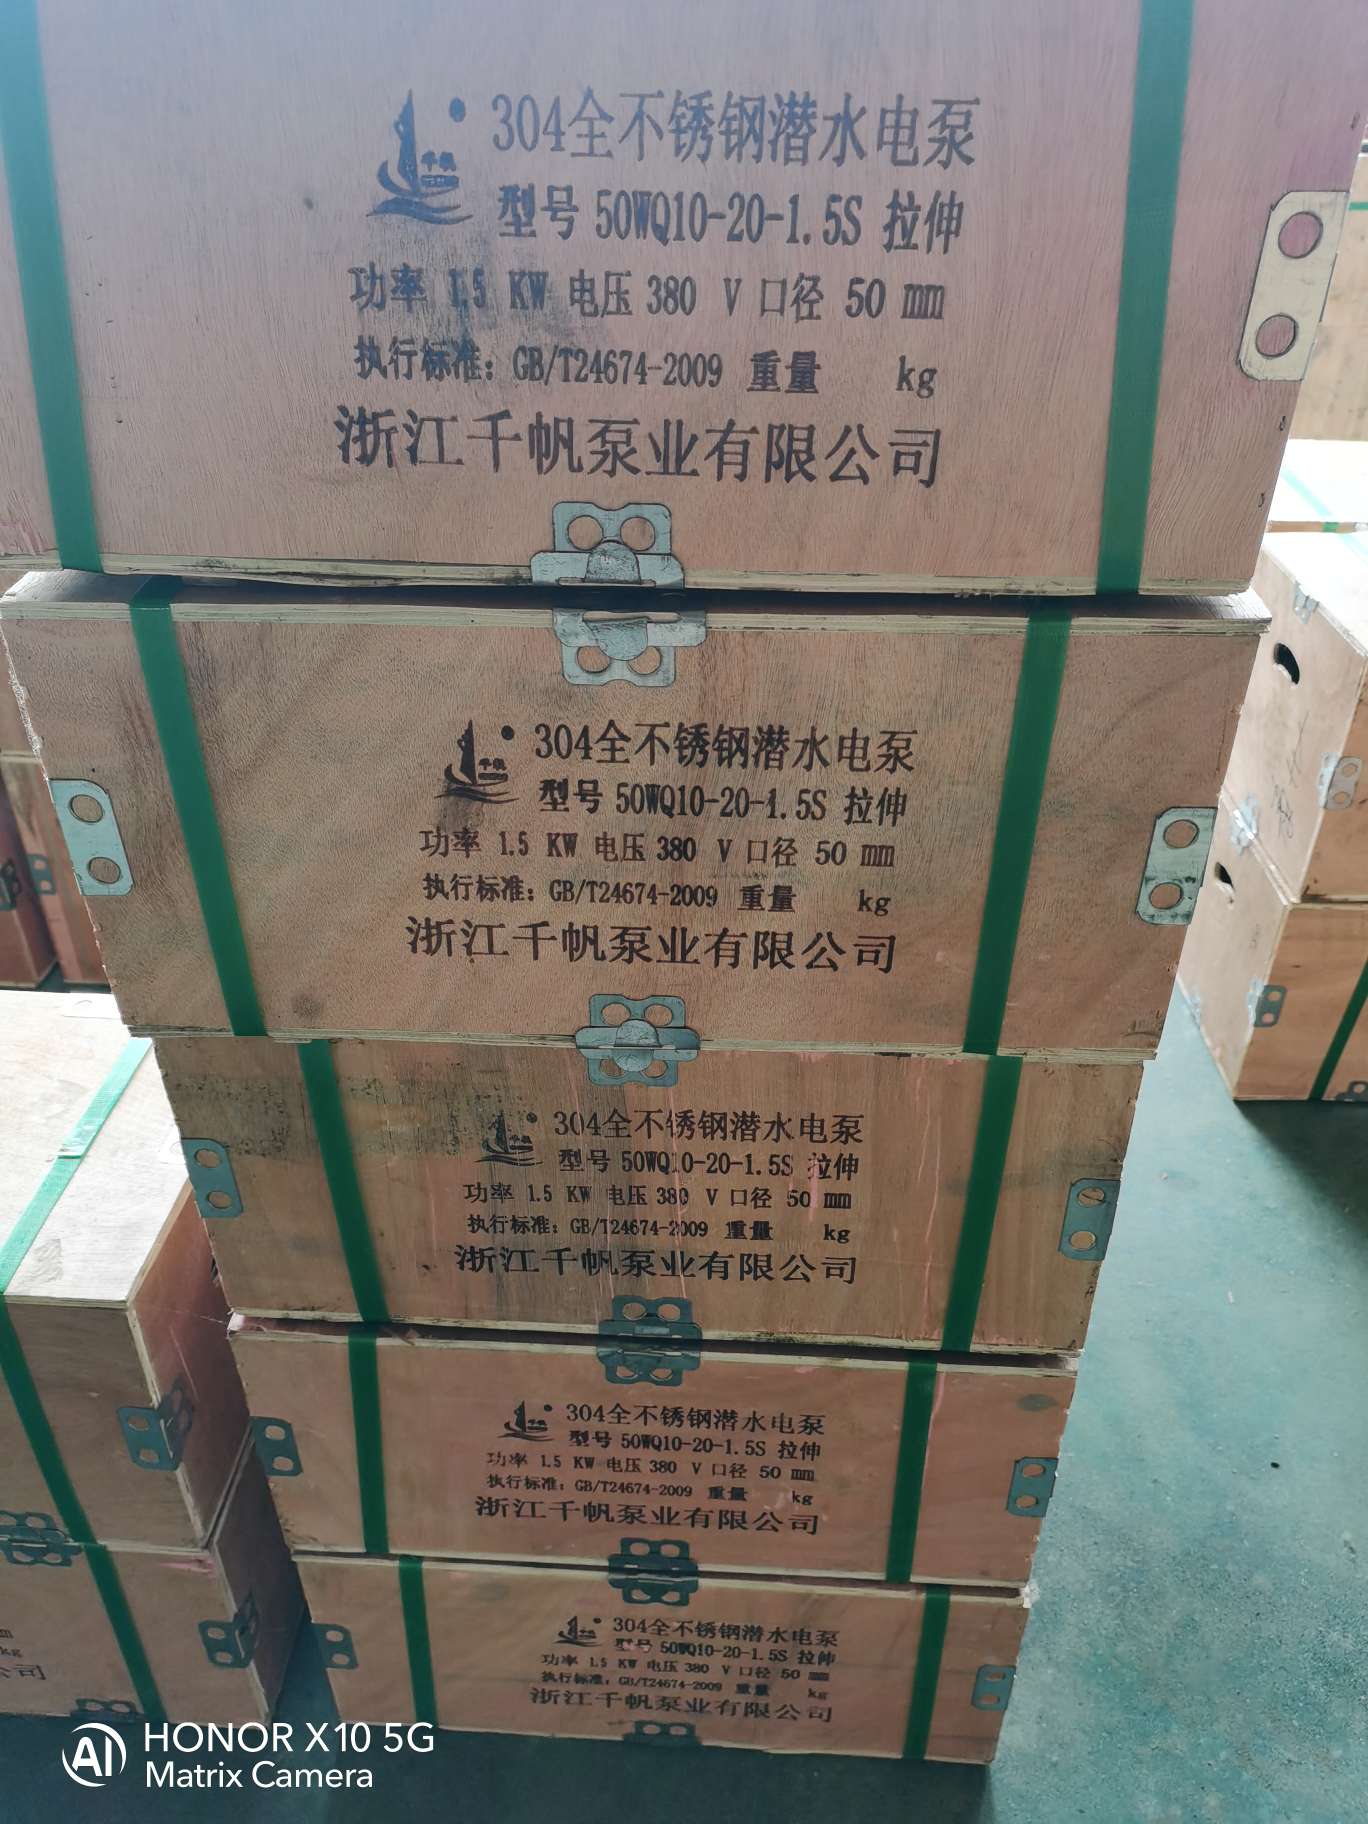 千帆
304全不锈钢潜水电泵
型号 50WQ10-20-1.5S 拉伸
功率 1.5 KW 电压 380 V 口径 50 mm
执行标准：GB/T24674-2009 重量 kg
浙江千帆泵业有限公司
千帆
304全不锈钢潜水电泵
型号 50WQ10-20-1.5S 拉伸
功率 1.5 KW 电压 380 V 口径 50 mm
执行标准：GB/T24674-2009 重量 kg
浙江千帆泵业有限公司
千帆
304全不锈钢潜水电泵
型号 50WQ10-20-1.5S 拉伸
功率 1.5 KW 电压 380 V 口径 50 mm
执行标准：GB/T24674-2009 重量 kg
浙江千帆泵业有限公司
千帆
304全不锈钢潜水电泵
型号 50WQ10-20-1.5S 拉伸
功率 1.5 KW 电压 380 V 口径 50 mm
执行标准：GB/T24674-2009 重量 kg
浙江千帆泵业有限公司
304全不锈钢潜水电泵
型号 50WQ10-20-1.5S 拉伸
功率 1.5 KW 电压 380 V 口径 50 mm
执行标准：GB/T24674-2009 重量 kg
浙江千帆泵业有限公司
kg
公司
AI HONOR X10 5G
Matrix Camera